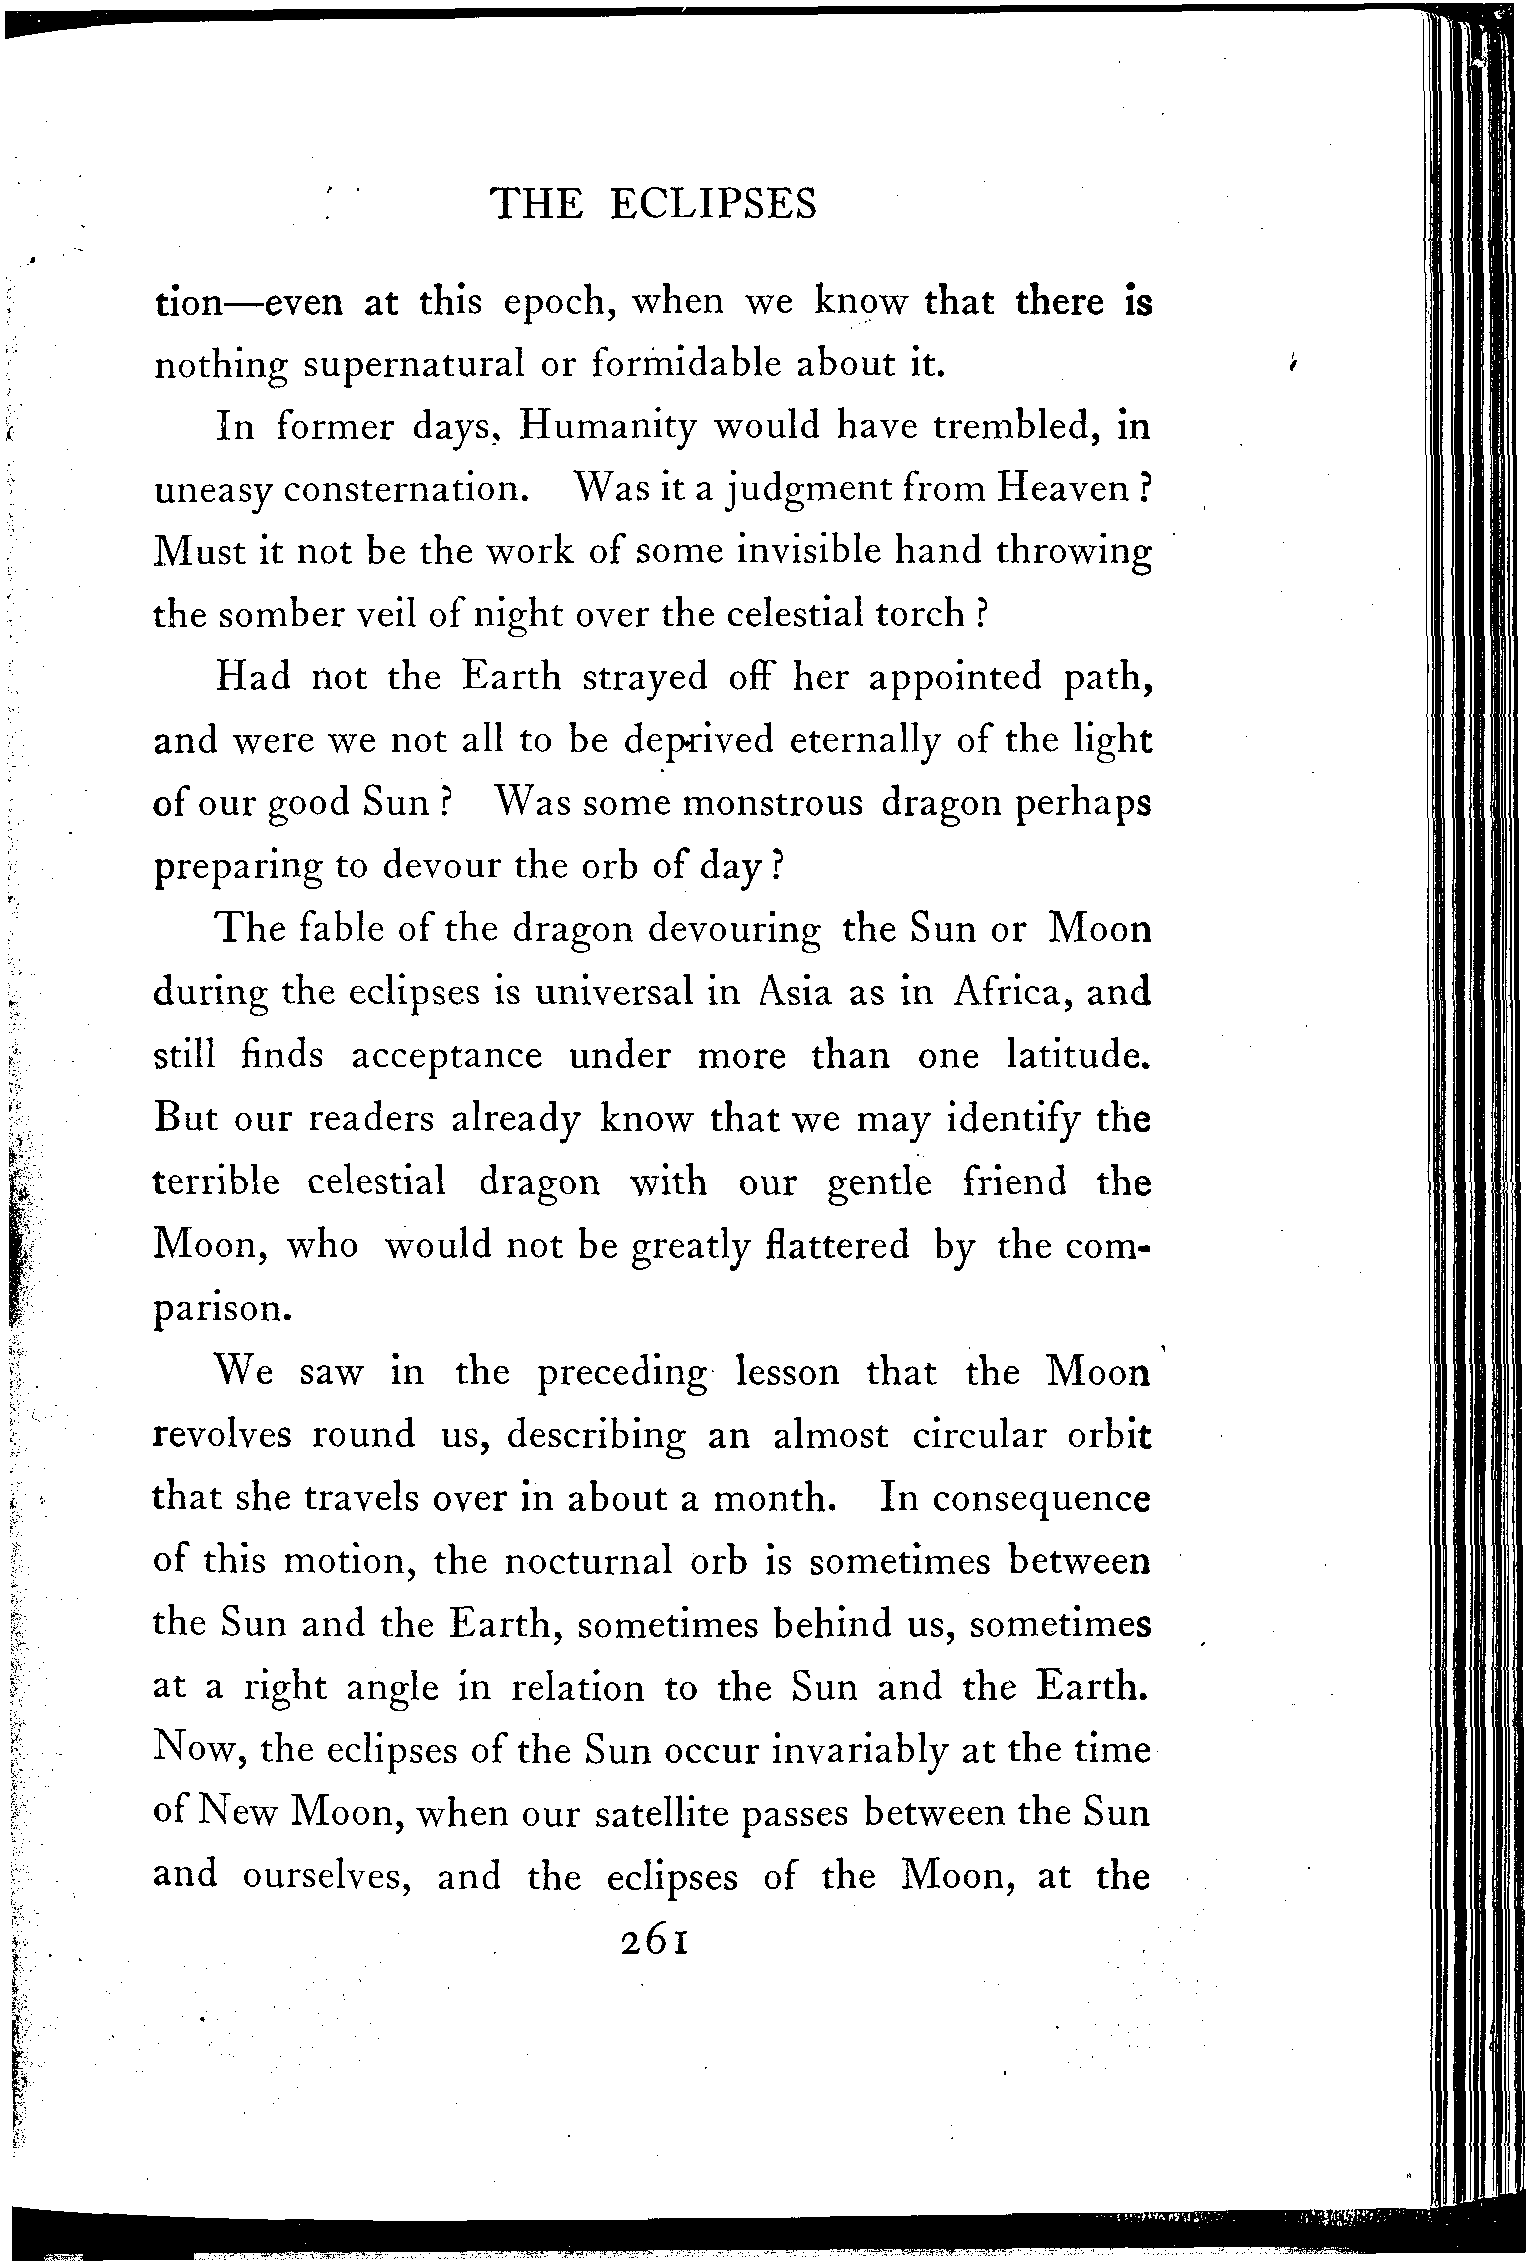 THE ECLIPSES
tion—even at this epoch, when we know that there is
nothing supernatural or formidable about it.
In former days, Humanity would have trembled, in
uneasy consternation. Was it a judgment from Heaven ?
Must it not be the work of some invisible hand throwing
the somber veil of night over the celestial torch ?
Had not the Earth strayed off her appointed path,
and were we not all to be deprived eternally of the light
of our good Sun ? Was some monstrous dragon perhaps
preparing to devour the orb of day ?
The fable of the dragon devouring the Sun or Moon
during the eclipses is universal in Asia as in Africa, and
still finds acceptance under more than one latitude.
But our readers already know that we may identify the
terrible celestial dragon with our gentle friend the
Moon, who would not be greatly flattered by the com-
parison.
We saw in the preceding lesson that the Moon
revolves round us, describing an almost circular orbit
that she travels over in about a month. In consequence
of this motion, the nocturnal orb is sometimes between
the Sun and the Earth, sometimes behind us, sometimes
at a right angle in relation to the Sun and the Earth.
Now, the eclipses of the Sun occur invariably at the time
of New Moon, when our satellite passes between the Sun
and ourselves, and the eclipses of the Moon, at the
261